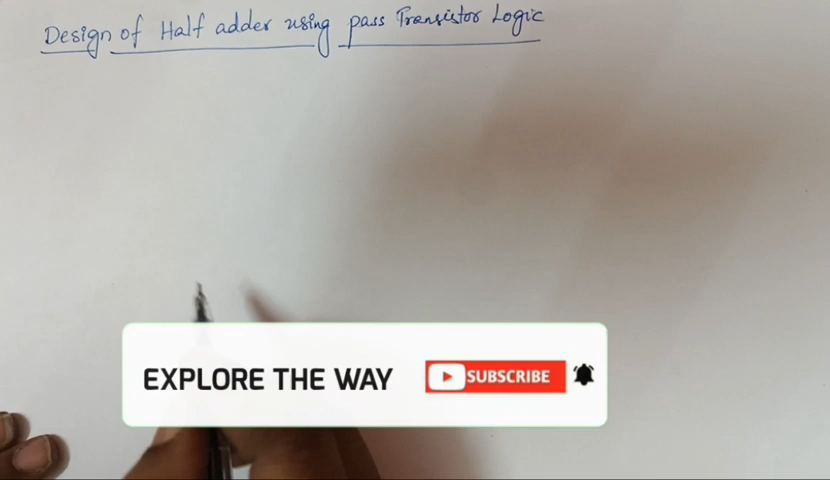 Design of Half adder using pass Transistor Logic
EXPLORE THE WAY SUBSCRIBE